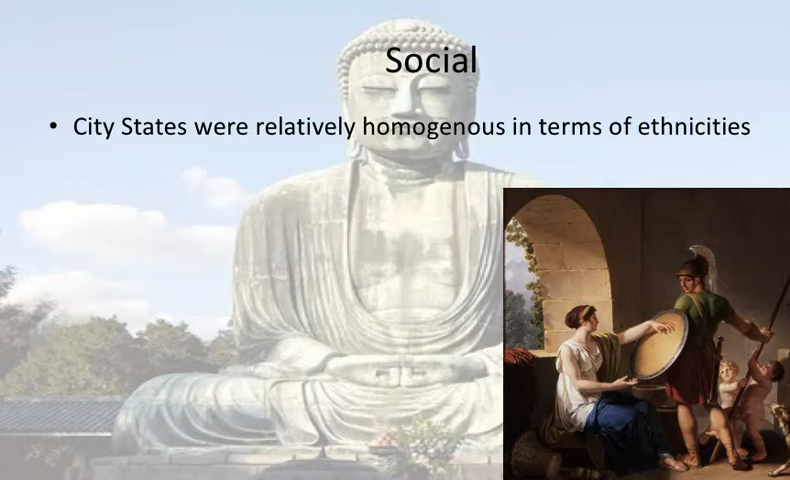 Social
• City States were relatively homogenous in terms of ethnicities